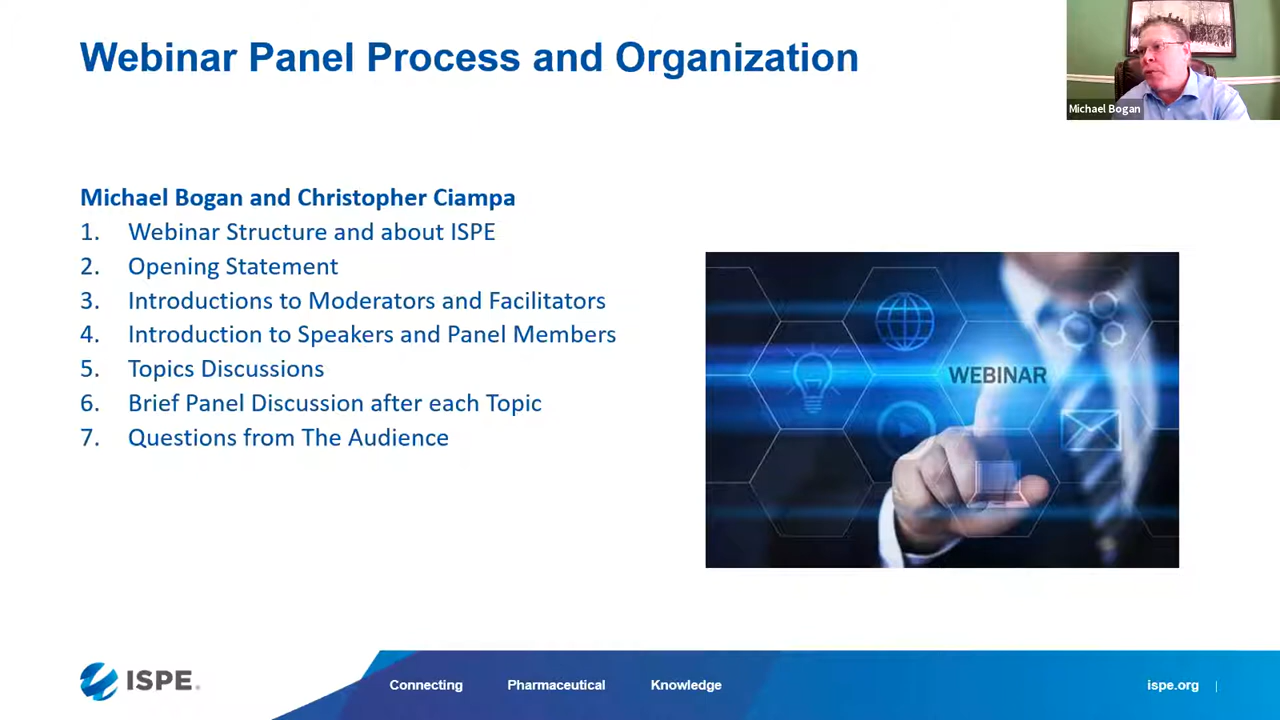 Webinar Panel Process and Organization
Michael Bogan
Michael Bogan and Christopher Ciampa
1. Webinar Structure and about ISPE
2. Opening Statement
3. Introductions to Moderators and Facilitators
4. Introduction to Speakers and Panel Members
5. Topics Discussions
6. Brief Panel Discussion after each Topic
7. Questions from The Audience
WEBINAR
ISPE.
Connecting Pharmaceutical Knowledge
ispe.org |